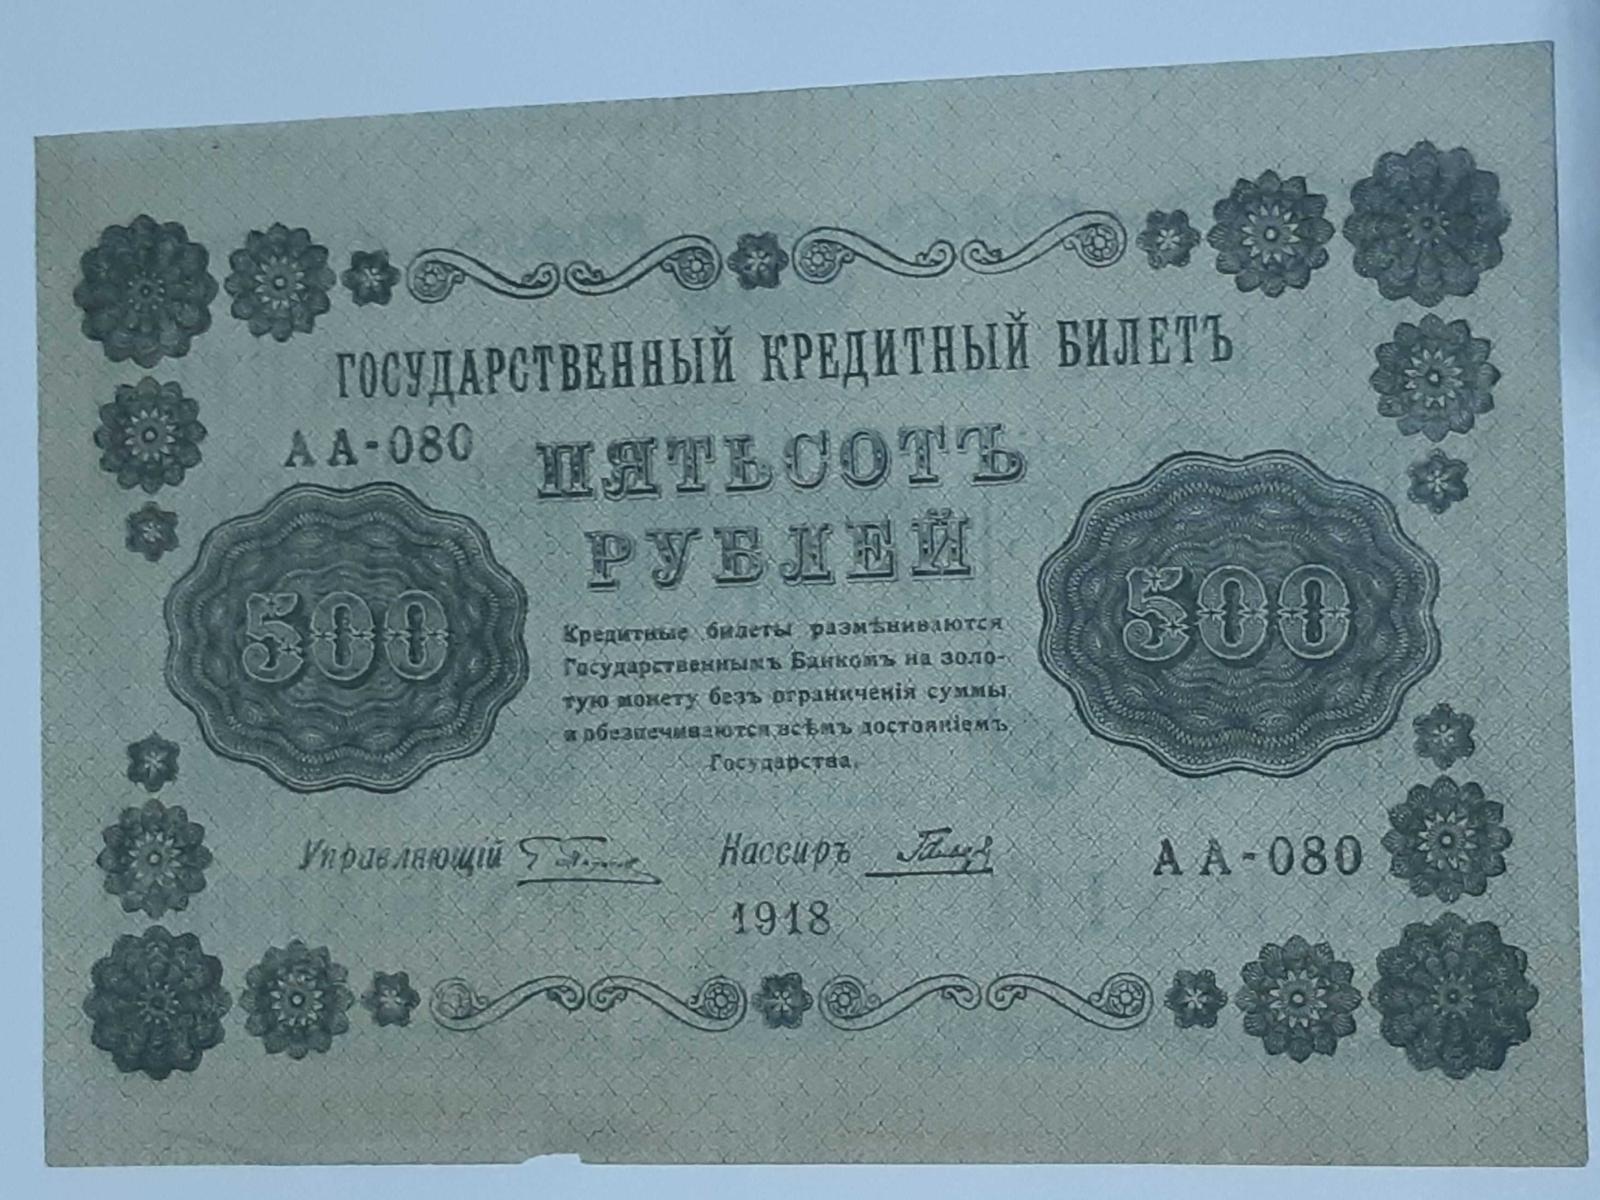 ГОСУДАРСТВЕННЫЙ КРЕДИТНЫЙ БИЛЕТЪ
АА-080
ПЯТЬСОТЪ
РУБЛЕЙ
500
500
Кредитные билеты размѣниваются
Государственнымъ Банкомъ на золо-
тую монету безъ ограниченія суммы
и обезпечиваются всѣмъ достояніемъ
Государства.
Управляющій
Кассиръ
АА-080
1918